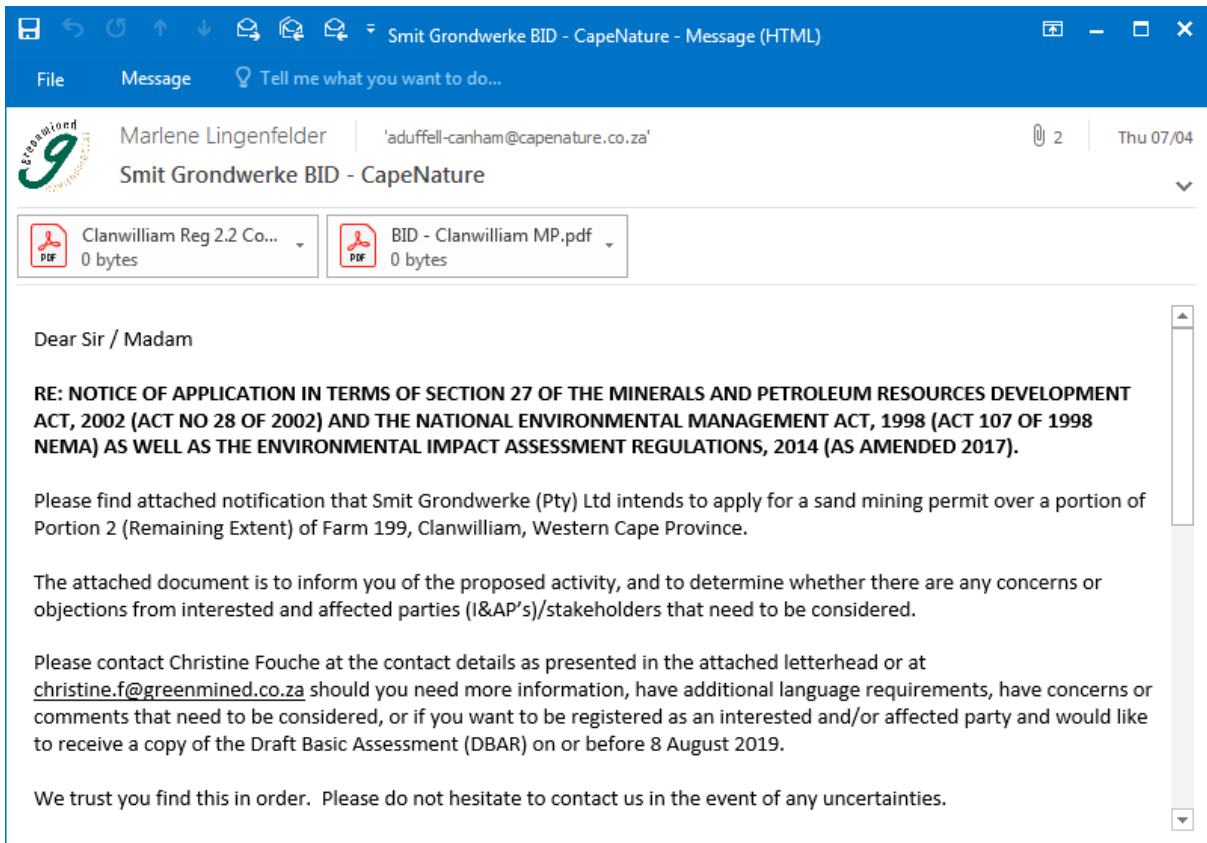 Smit Grondwerke BID - CapeNature - Message (HTML)
File Message Tell me what you want to do...
greenmined
Marlene Lingenfelder 'aduffell-canham@capenature.co.za' 2 Thu 07/04
Smit Grondwerke BID - CapeNature
Clanwilliam Reg 2.2 Co... BID - Clanwilliam MP.pdf
PDF 0 bytes PDF 0 bytes
Dear Sir / Madam
RE: NOTICE OF APPLICATION IN TERMS OF SECTION 27 OF THE MINERALS AND PETROLEUM RESOURCES DEVELOPMENT
ACT, 2002 (ACT NO 28 OF 2002) AND THE NATIONAL ENVIRONMENTAL MANAGEMENT ACT, 1998 (ACT 107 OF 1998
NEMA) AS WELL AS THE ENVIRONMENTAL IMPACT ASSESSMENT REGULATIONS, 2014 (AS AMENDED 2017).
Please find attached notification that Smit Grondwerke (Pty) Ltd intends to apply for a sand mining permit over a portion of
Portion 2 (Remaining Extent) of Farm 199, Clanwilliam, Western Cape Province.
The attached document is to inform you of the proposed activity, and to determine whether there are any concerns or
objections from interested and affected parties (I&AP's)/stakeholders that need to be considered.
Please contact Christine Fouche at the contact details as presented in the attached letterhead or at
christine.f@greenmined.co.za should you need more information, have additional language requirements, have concerns or
comments that need to be considered, or if you want to be registered as an interested and/or affected party and would like
to receive a copy of the Draft Basic Assessment (DBAR) on or before 8 August 2019.
We trust you find this in order.  Please do not hesitate to contact us in the event of any uncertainties.